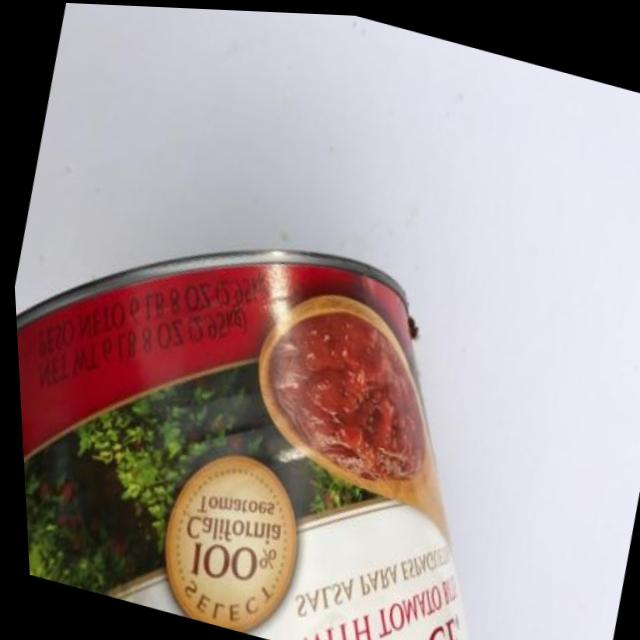 WITH TOMATO
SALSA PARA
SELECT
100%
California
Tomatoes
NET WT 6 LB 8 OZ (2.95kg)
PESO NETO 6 LB 8 OZ (2.95kg)